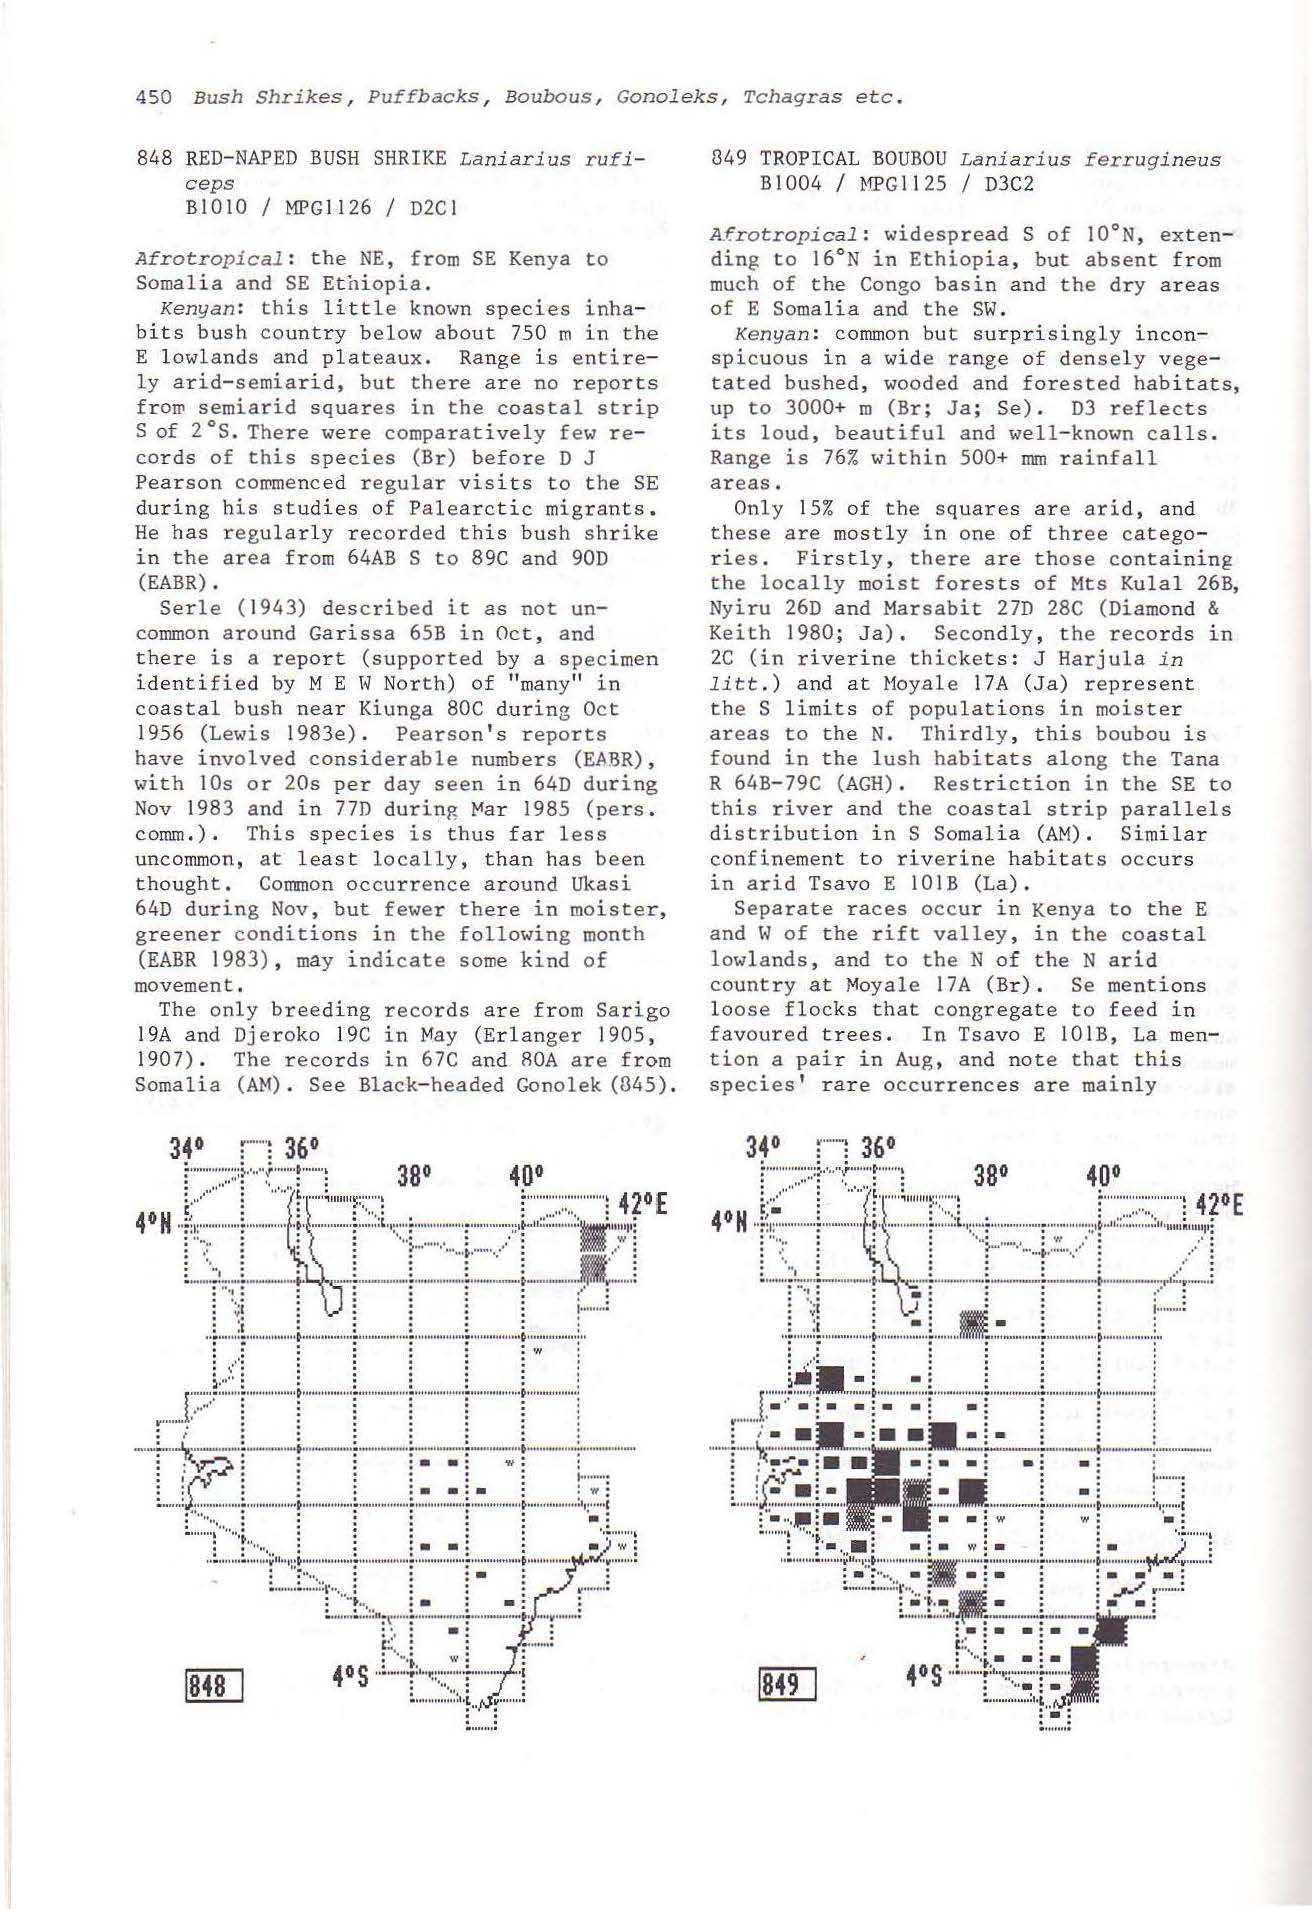 450 Bush Shrikes, Puffbacks, Boubous, Gonoleks, Tchagras etc.
848 RED-NAPED BUSH SHRIKE Laniarius rufi-
ceps
B1010 / MPG1126 / D2C1
Afrotropical: the NE, from SE Kenya to
Somalia and SE Ethiopia.
Kenyan: this little known species inha-
bits bush country below about 750 m in the
E lowlands and plateaux. Range is entire-
ly arid-semiarid, but there are no reports
from semiarid squares in the coastal strip
S of 2°S. There were comparatively few re-
cords of this species (Br) before D J
Pearson commenced regular visits to the SE
during his studies of Palearctic migrants.
He has regularly recorded this bush shrike
in the area from 64AB S to 89C and 90D
(EABR).
Serle (1943) described it as not un-
common around Garissa 65B in Oct, and
there is a report (supported by a specimen
identified by M E W North) of "many" in
coastal bush near Kiunga 80C during Oct
1956 (Lewis 1983e). Pearson's reports
have involved considerable numbers (EABR),
with 10s or 20s per day seen in 64D during
Nov 1983 and in 77D during Mar 1985 (pers.
comm.). This species is thus far less
uncommon, at least locally, than has been
thought. Common occurrence around Ukasi
64D during Nov, but fewer there in moister,
greener conditions in the following month
(EABR 1983), may indicate some kind of
movement.
The only breeding records are from Sarigo
19A and Djeroko 19C in May (Erlanger 1905,
1907). The records in 67C and 80A are from
Somalia (AM). See Black-headed Gonolek (845).
34° 36°
38° 40°
42°E
4°N
w
w
w
w
w
w
848
4°S
849 TROPICAL BOUBOU Laniarius ferrugineus
B1004 / MPG1125 / D3C2
Afrotropical: widespread S of 10°N, exten-
ding to 16°N in Ethiopia, but absent from
much of the Congo basin and the dry areas
of E Somalia and the SW.
Kenyan: common but surprisingly incon-
spicuous in a wide range of densely vege-
tated bushed, wooded and forested habitats,
up to 3000+ m (Br; Ja; Se). D3 reflects
its loud, beautiful and well-known calls.
Range is 76% within 500+ mm rainfall
areas.
Only 15% of the squares are arid, and
these are mostly in one of three catego-
ries. Firstly, there are those containing
the locally moist forests of Mts Kulal 26B,
Nyiru 26D and Marsabit 27D 28C (Diamond &
Keith 1980; Ja). Secondly, the records in
2C (in riverine thickets: J Harjula in
litt.) and at Moyale 17A (Ja) represent
the S limits of populations in moister
areas to the N. Thirdly, this boubou is
found in the lush habitats along the Tana
R 64B-79C (AGH). Restriction in the SE to
this river and the coastal strip parallels
distribution in S Somalia (AM). Similar
confinement to riverine habitats occurs
in arid Tsavo E 101B (La).
Separate races occur in Kenya to the E
and W of the rift valley, in the coastal
lowlands, and to the N of the N arid
country at Moyale 17A (Br). Se mentions
loose flocks that congregate to feed in
favoured trees. In Tsavo E 101B, La men-
tion a pair in Aug, and note that this
species' rare occurrences are mainly
34° 36°
38° 40°
42°E
4°N
w
w w
w
849
4°S